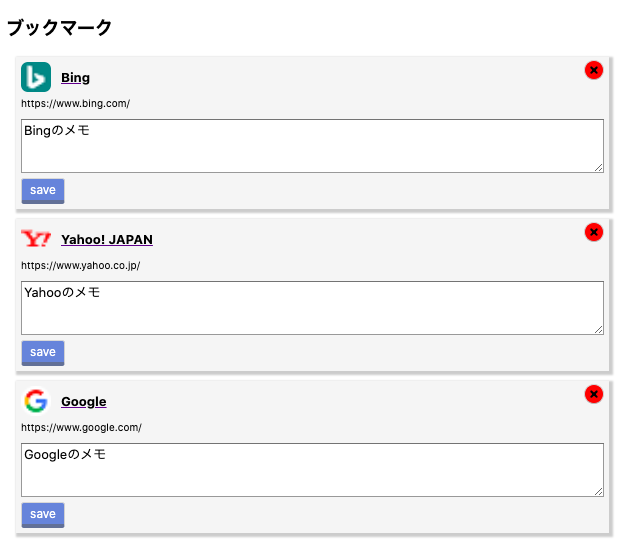 ブックマーク
Bing
https://www.bing.com/
Bingのメモ
save
Yahoo! JAPAN
https://www.yahoo.co.jp/
Yahooのメモ
save
Google
https://www.google.com/
Googleのメモ
save